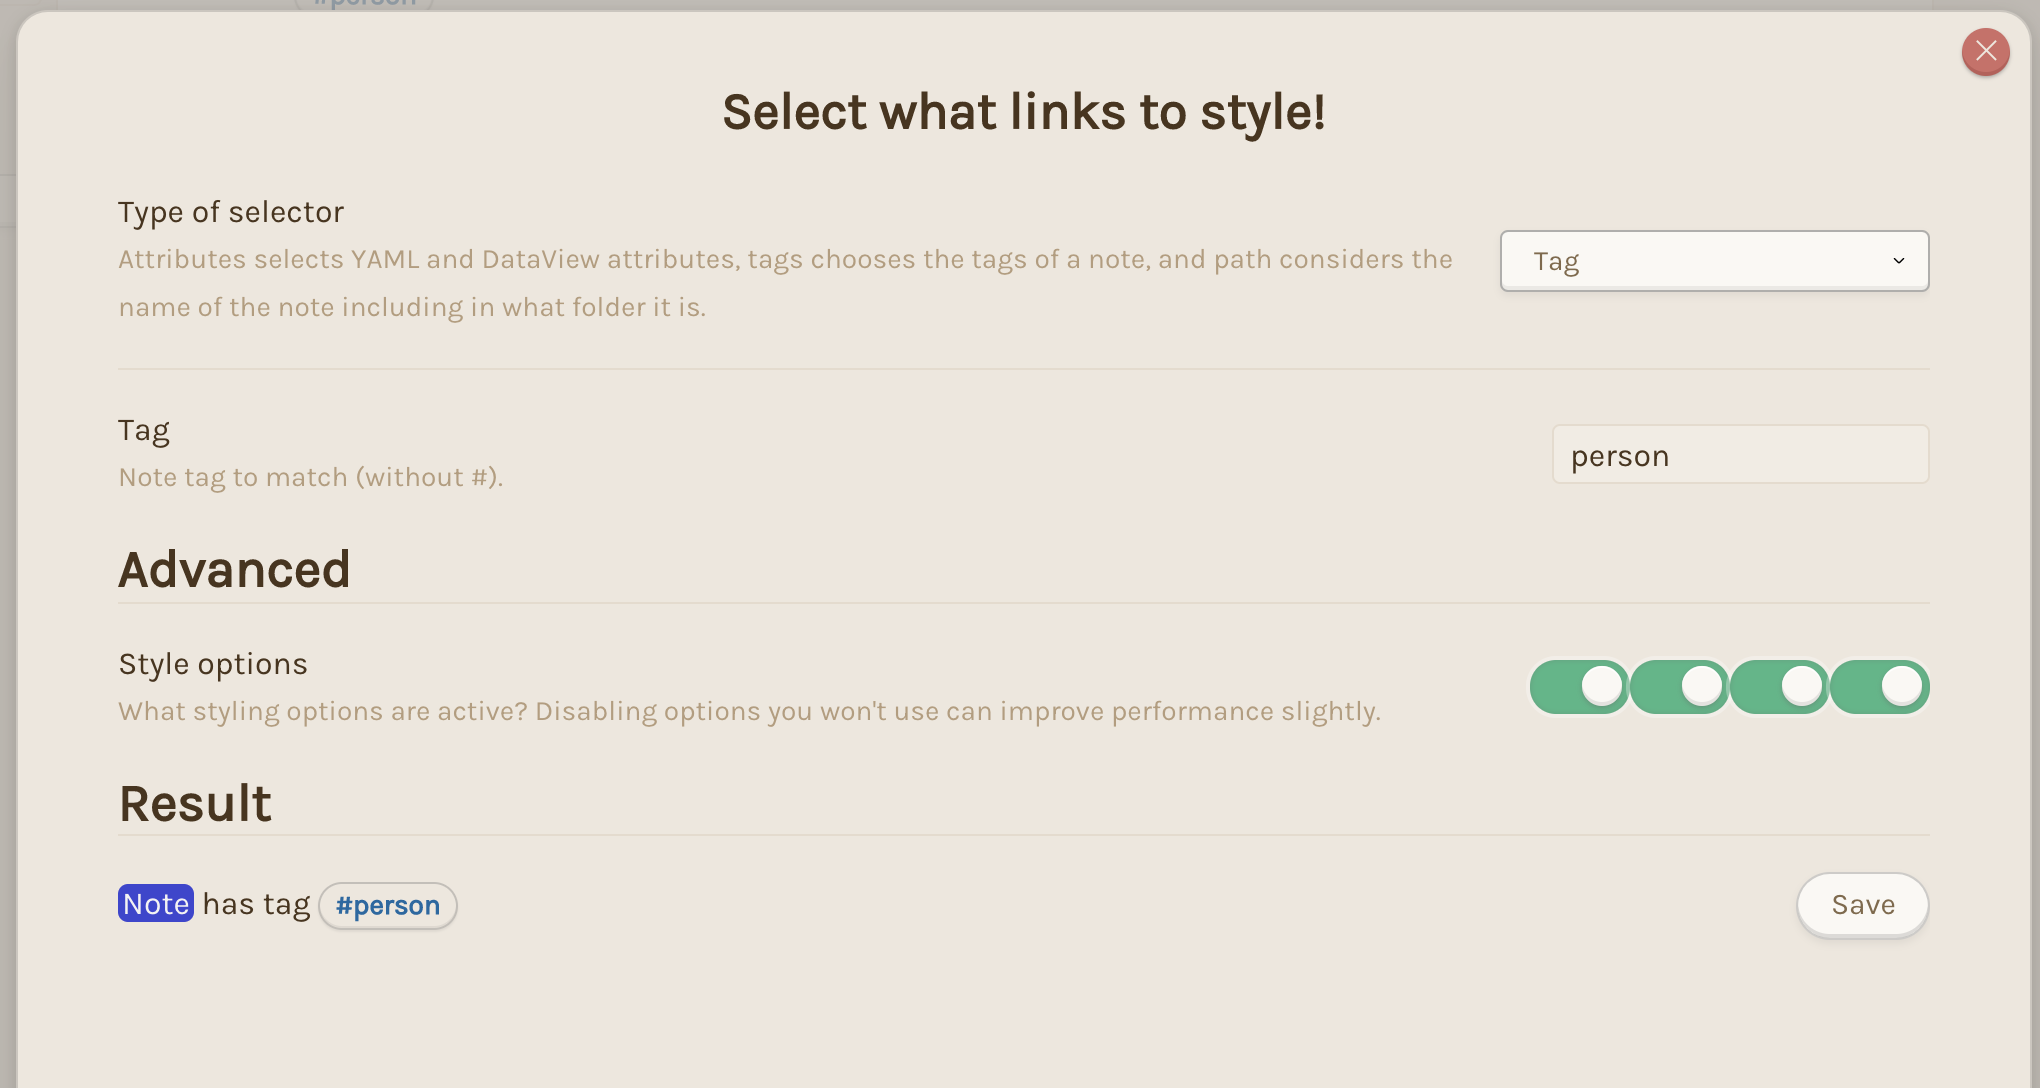 #person
Select what links to style!
Type of selector
Attributes selects YAML and DataView attributes, tags chooses the tags of a note, and path considers the
name of the note including in what folder it is.
Tag
Tag
Note tag to match (without #).
person
Advanced
Style options
What styling options are active? Disabling options you won't use can improve performance slightly.
Result
Note has tag #person
Save